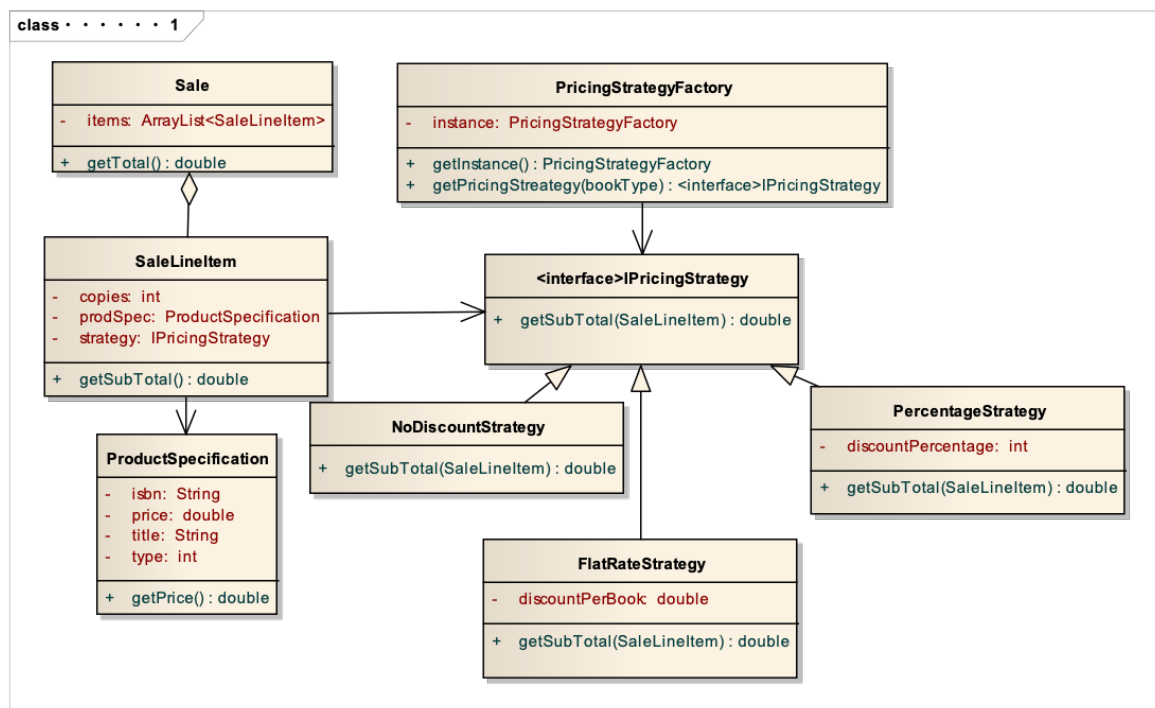 class · · · · · · 1
Sale
- items: ArrayList<SaleLineItem>
+ getTotal() : double
PricingStrategyFactory
- instance: PricingStrategyFactory
+ getInstance() : PricingStrategyFactory
+ getPricingStreategy(bookType) : <interface>IPricingStrategy
SaleLineItem
- copies: int
- prodSpec: ProductSpecification
- strategy: IPricingStrategy
+ getSubTotal() : double
<interface>IPricingStrategy
+ getSubTotal(SaleLineItem) : double
NoDiscountStrategy
+ getSubTotal(SaleLineItem) : double
PercentageStrategy
- discountPercentage: int
+ getSubTotal(SaleLineItem) : double
ProductSpecification
- isbn: String
- price: double
- title: String
- type: int
+ getPrice() : double
FlatRateStrategy
- discountPerBook: double
+ getSubTotal(SaleLineItem) : double